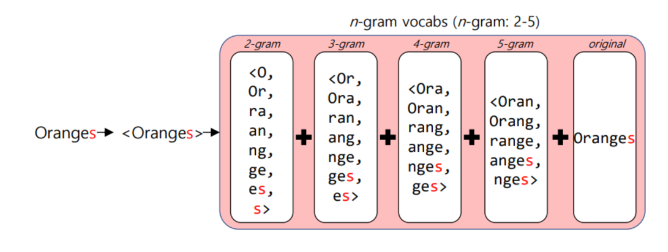 n-gram vocabs (n-gram: 2-5)
2-gram
3-gram
4-gram
5-gram
original
Oranges
<Oranges>
<O,
Or,
ra,
an,
ng,
ge,
es,
s>
+
<Or,
Ora,
ran,
ang,
nge,
ges,
es>
+
<Ora,
Oran,
rang,
ange,
nges,
ges>
+
<Oran,
Orang,
range,
anges,
nges>
+
Oranges